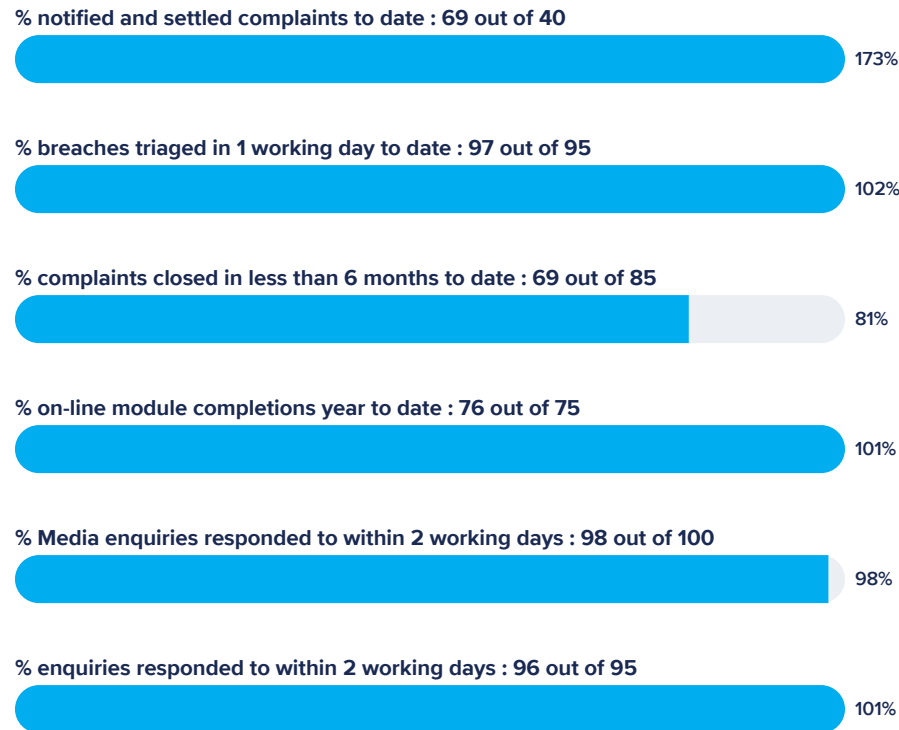 % notified and settled complaints to date : 69 out of 40
173%
% breaches triaged in 1 working day to date : 97 out of 95
102%
% complaints closed in less than 6 months to date : 69 out of 85
81%
% on-line module completions year to date : 76 out of 75
101%
% Media enquiries responded to within 2 working days : 98 out of 100
98%
% enquiries responded to within 2 working days : 96 out of 95
101%